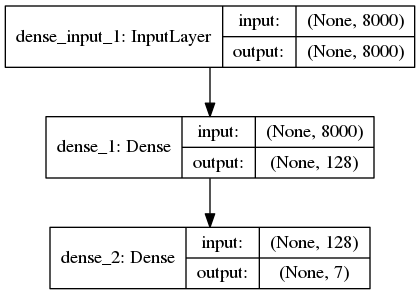 dense_input_1: InputLayer
input: (None, 8000)
output: (None, 8000)
dense_1: Dense
input: (None, 8000)
output: (None, 128)
dense_2: Dense
input: (None, 128)
output: (None, 7)